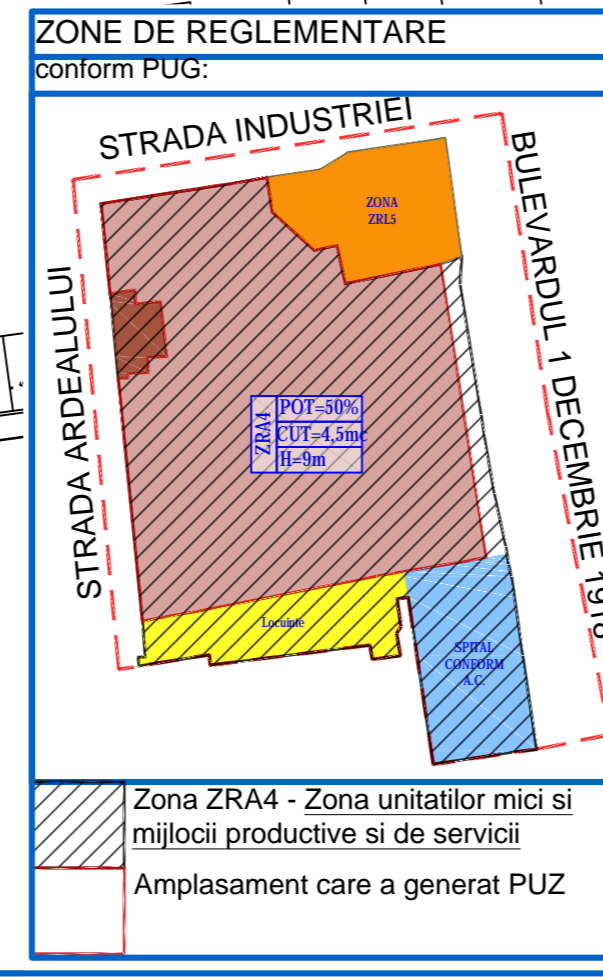 ZONE DE REGLEMENTARE
conform PUG:
STRADA INDUSTRIEI
BULEVARDUL 1 DECEMBRIE 1918
STRADA ARDEALULUI
ZONA
ZRL5
ZRA4
POT=50%
CUT=4,5mc
H=9m
Locuinte
SPITAL
CONFORM
A.C.
Zona ZRA4 - Zona unitatilor mici si
mijlocii productive si de servicii
Amplasament care a generat PUZ